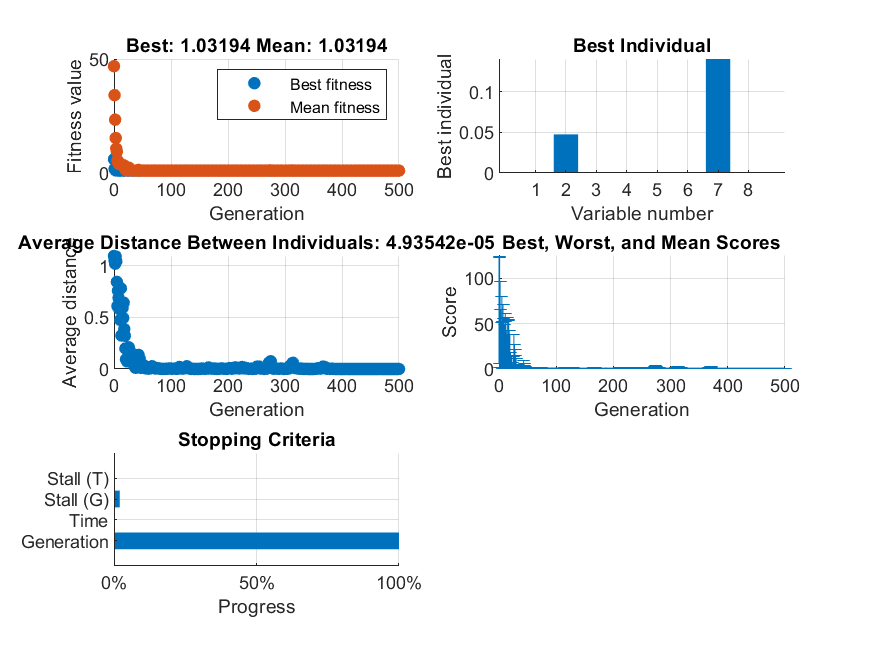 Best: 1.03194 Mean: 1.03194
Fitness value
50
0
Best fitness
Mean fitness
0 100 200 300 400 500
Generation
Best Individual
Best individual
0.1
0.05
0
1 2 3 4 5 6 7 8
Variable number
Average Distance Between Individuals: 4.93542e-05
Average distance
1
0.5
0
0 100 200 300 400 500
Generation
Best, Worst, and Mean Scores
Score
100
50
0
0 100 200 300 400 500
Generation
Stopping Criteria
Stall (T)
Stall (G)
Time
Generation
0% 50% 100%
Progress